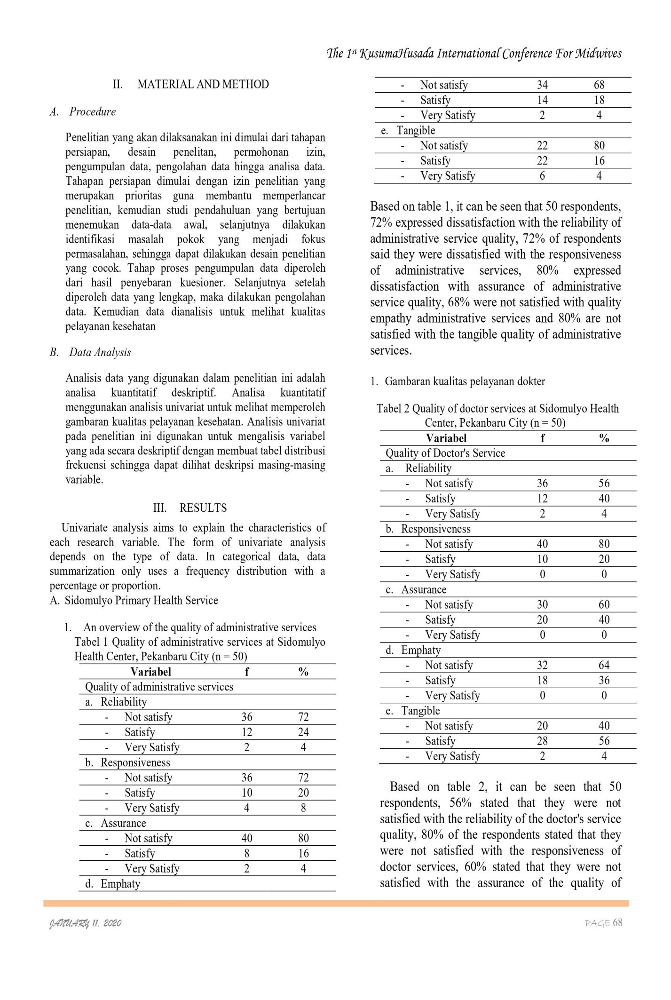 The 1st KusumaHusada International Conference For Midwives
II. MATERIAL AND METHOD
A. Procedure
Penelitian yang akan dilaksanakan ini dimulai dari tahapan
persiapan, desain penelitan, permohonan izin,
pengumpulan data, pengolahan data hingga analisa data.
Tahapan persiapan dimulai dengan izin penelitian yang
merupakan prioritas guna membantu memperlancar
penelitian, kemudian studi pendahuluan yang bertujuan
menemukan data-data awal, selanjutnya dilakukan
identifikasi masalah pokok yang menjadi fokus
permasalahan, sehingga dapat dilakukan desain penelitian
yang cocok. Tahap proses pengumpulan data diperoleh
dari hasil penyebaran kuesioner. Selanjutnya setelah
diperoleh data yang lengkap, maka dilakukan pengolahan
data. Kemudian data dianalisis untuk melihat kualitas
pelayanan kesehatan
B. Data Analysis
Analisis data yang digunakan dalam penelitian ini adalah
analisa kuantitatif deskriptif. Analisa kuantitatif
menggunakan analisis univariat untuk melihat memperoleh
gambaran kualitas pelayanan kesehatan. Analisis univariat
pada penelitian ini digunakan untuk mengalisis variabel
yang ada secara deskriptif dengan membuat tabel distribusi
frekuensi sehingga dapat dilihat deskripsi masing-masing
variable.
III. RESULTS
Univariate analysis aims to explain the characteristics of
each research variable. The form of univariate analysis
depends on the type of data. In categorical data, data
summarization only uses a frequency distribution with a
percentage or proportion.
A. Sidomulyo Primary Health Service
1. An overview of the quality of administrative services
Tabel 1 Quality of administrative services at Sidomulyo
Health Center, Pekanbaru City (n = 50)
Variabel f %
Quality of administrative services
a. Reliability
- Not satisfy 36 72
- Satisfy 12 24
- Very Satisfy 2 4
b. Responsiveness
- Not satisfy 36 72
- Satisfy 10 20
- Very Satisfy 4 8
c. Assurance
- Not satisfy 40 80
- Satisfy 8 16
- Very Satisfy 2 4
d. Emphaty
- Not satisfy 34 68
- Satisfy 14 18
- Very Satisfy 2 4
e. Tangible
- Not satisfy 22 80
- Satisfy 22 16
- Very Satisfy 6 4
Based on table 1, it can be seen that 50 respondents,
72% expressed dissatisfaction with the reliability of
administrative service quality, 72% of respondents
said they were dissatisfied with the responsiveness
of administrative services, 80% expressed
dissatisfaction with assurance of administrative
service quality, 68% were not satisfied with quality
empathy administrative services and 80% are not
satisfied with the tangible quality of administrative
services.
1. Gambaran kualitas pelayanan dokter
Tabel 2 Quality of doctor services at Sidomulyo Health
Center, Pekanbaru City (n = 50)
Variabel f %
Quality of Doctor's Service
a. Reliability
- Not satisfy 36 56
- Satisfy 12 40
- Very Satisfy 2 4
b. Responsiveness
- Not satisfy 40 80
- Satisfy 10 20
- Very Satisfy 0 0
c. Assurance
- Not satisfy 30 60
- Satisfy 20 40
- Very Satisfy 0 0
d. Emphaty
- Not satisfy 32 64
- Satisfy 18 36
- Very Satisfy 0 0
e. Tangible
- Not satisfy 20 40
- Satisfy 28 56
- Very Satisfy 2 4
Based on table 2, it can be seen that 50
respondents, 56% stated that they were not
satisfied with the reliability of the doctor's service
quality, 80% of the respondents stated that they
were not satisfied with the responsiveness of
doctor services, 60% stated that they were not
satisfied with the assurance of the quality of
JANUARY 11, 2020
PAGE 68